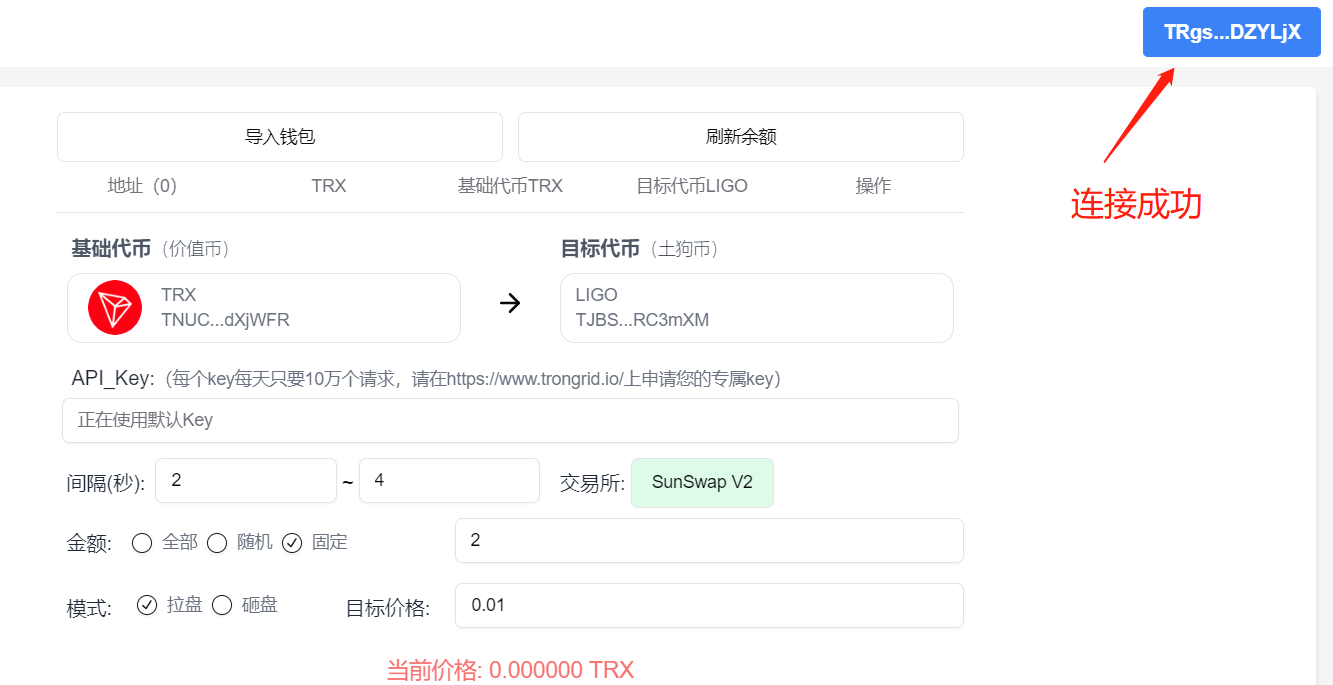 TRgs...DZYLjX
导入钱包 刷新余额
地址（0） TRX 基础代币TRX 目标代币LIGO 操作
连接成功
基础代币（价值币） 目标代币（土狗币）
TRX LIGO
TNUC...dXjWFR TJBS...RC3mXM
API_Key:（每个key每天只要10万个请求，请在https://www.trongrid.io/上申请您的专属key）
正在使用默认Key
间隔(秒): 2 ~ 4 交易所: SunSwap V2
金额: 全部 随机 固定 2
模式: 拉盘 砸盘 目标价格: 0.01
当前价格: 0.000000 TRX